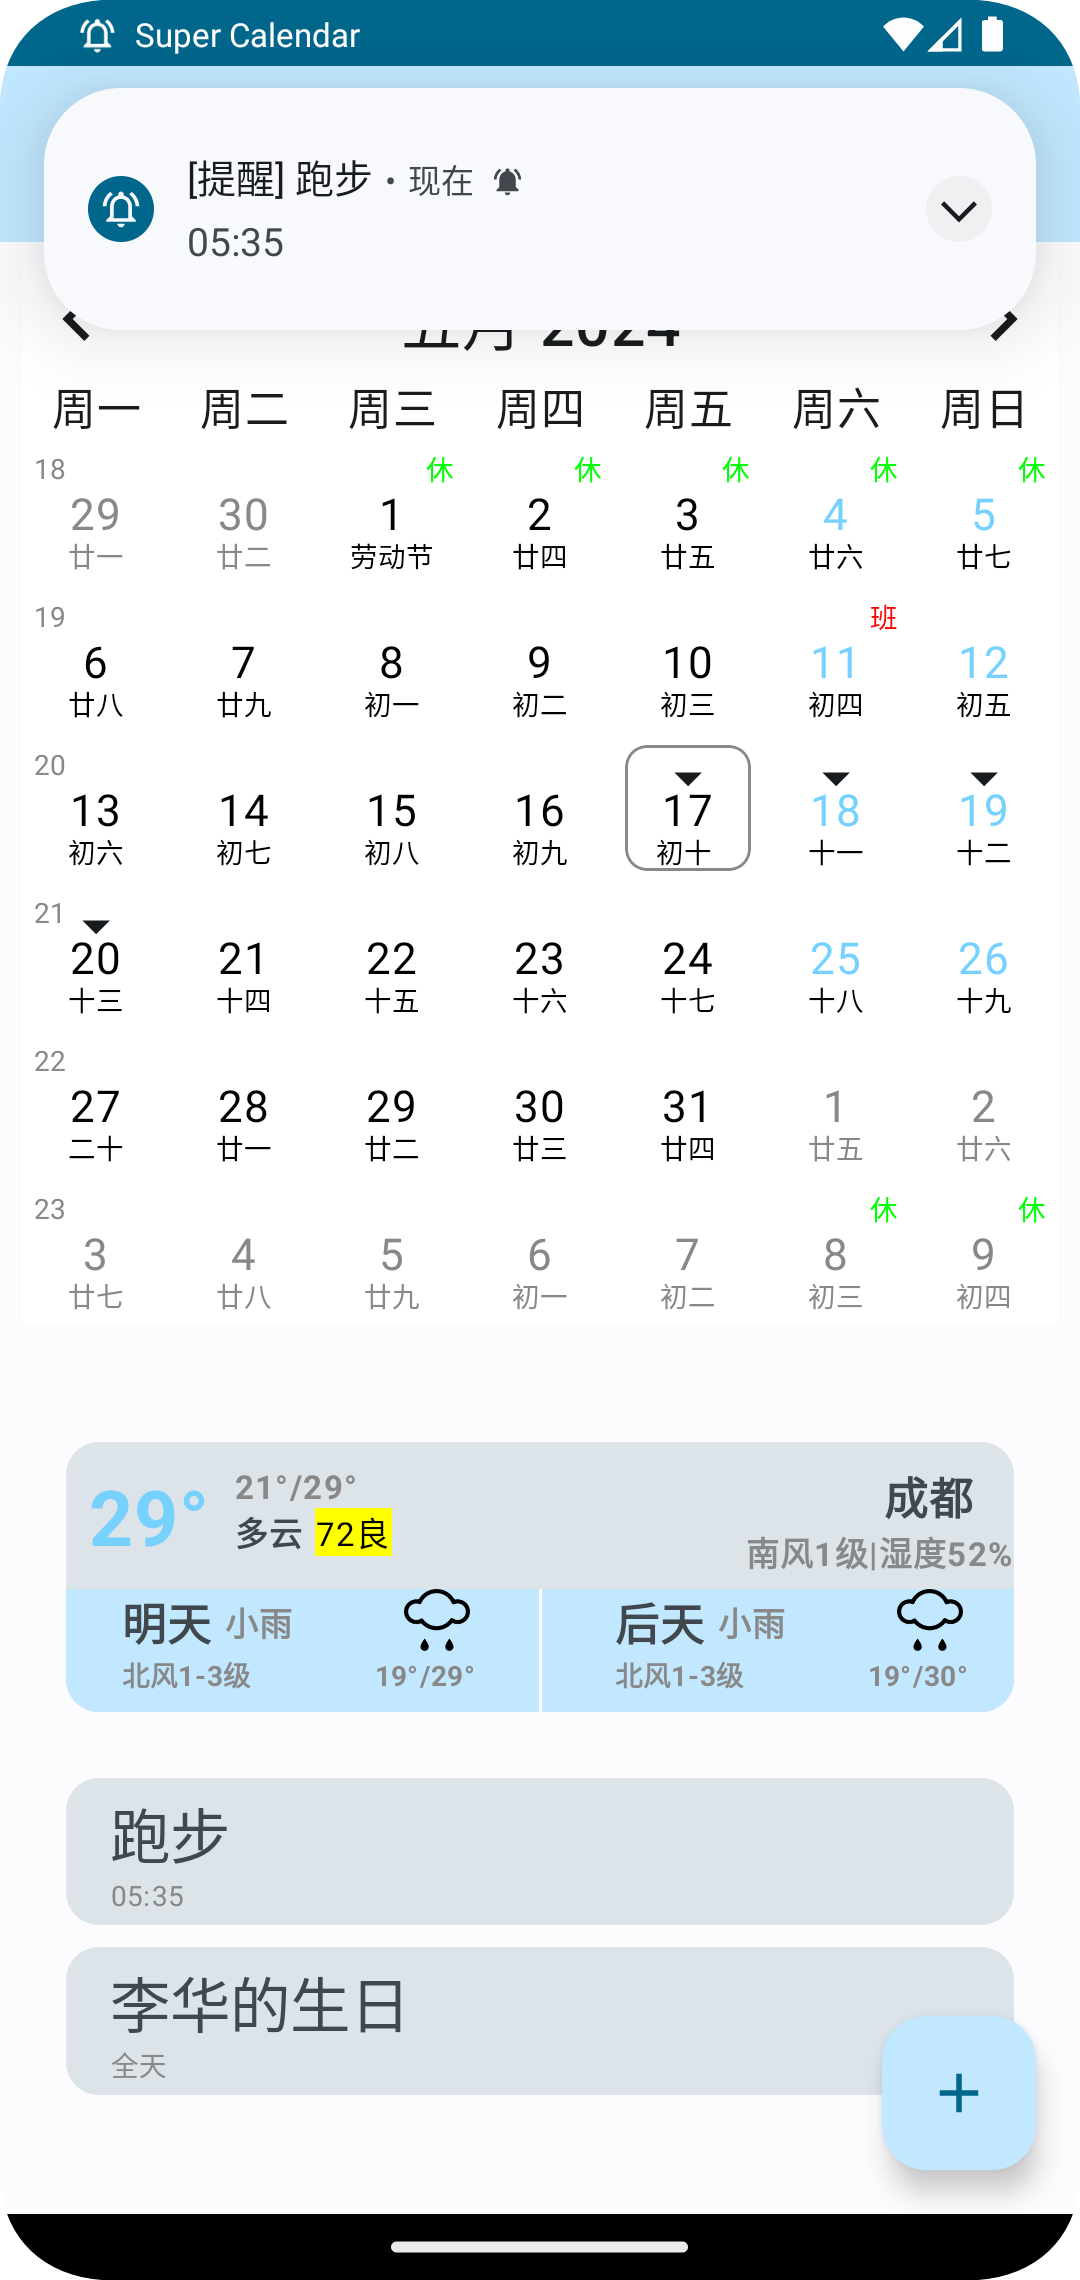 Super Calendar
[提醒] 跑步 • 现在
05:35
五月 2024
周一 周二 周三 周四 周五 周六 周日
18 休 休 休 休 休
29 30 1 2 3 4 5
廿一 廿二 劳动节 廿四 廿五 廿六 廿七
19 班
6 7 8 9 10 11 12
廿八 廿九 初一 初二 初三 初四 初五
20
13 14 15 16 17 18 19
初六 初七 初八 初九 初十 十一 十二
21
20 21 22 23 24 25 26
十三 十四 十五 十六 十七 十八 十九
22
27 28 29 30 31 1 2
二十 廿一 廿二 廿三 廿四 廿五 廿六
23 休 休
3 4 5 6 7 8 9
廿七 廿八 廿九 初一 初二 初三 初四
29° 21°/29° 成都
多云 72良 南风1级|湿度52%
明天 小雨 后天 小雨
北风1-3级 19°/29° 北风1-3级 19°/30°
跑步
05:35
李华的生日
全天